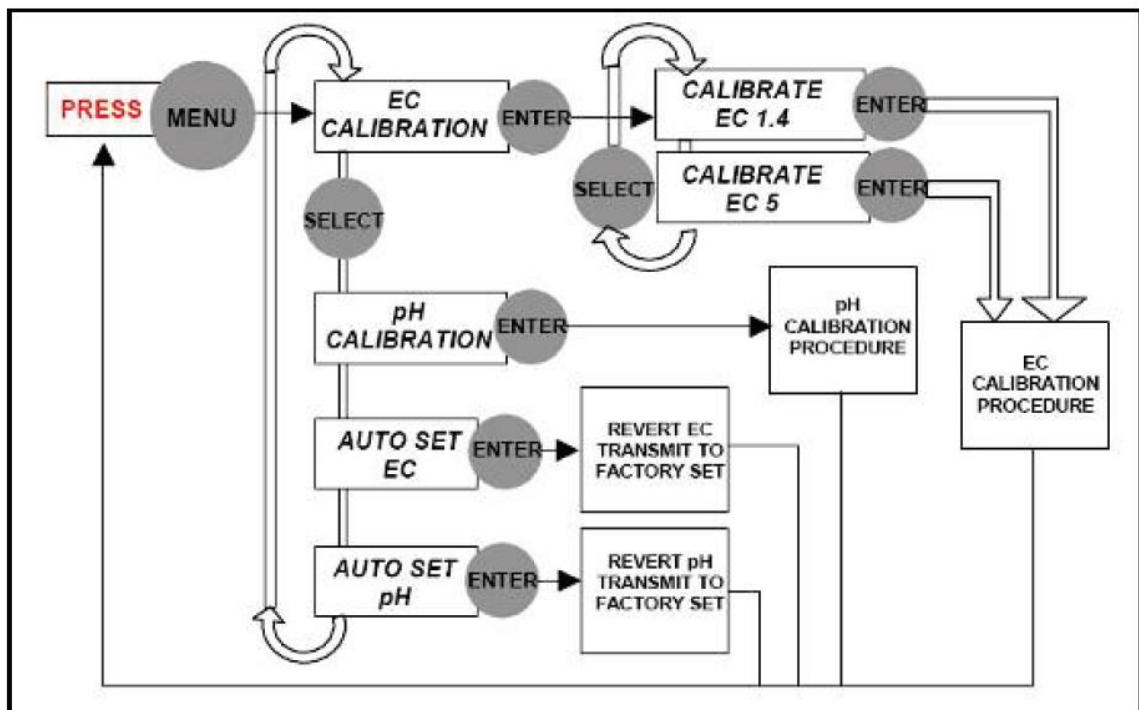 PRESS
MENU
EC
CALIBRATION
ENTER
CALIBRATE
EC 1.4
ENTER
SELECT
CALIBRATE
EC 5
ENTER
SELECT
pH
CALIBRATION
ENTER
pH
CALIBRATION
PROCEDURE
EC
CALIBRATION
PROCEDURE
AUTO SET
EC
ENTER
REVERT EC
TRANSMIT TO
FACTORY SET
AUTO SET
pH
ENTER
REVERT pH
TRANSMIT TO
FACTORY SET